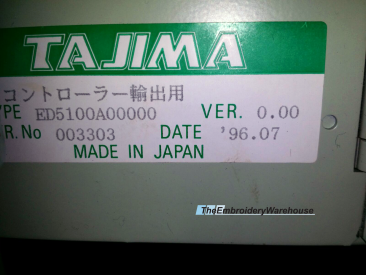 TAJIMA
コントローラー輸出用
YPE ED5100A00000 VER. 0.00
R.No 003303 DATE '96.07
MADE IN JAPAN
TheEmbroideryWarehouse